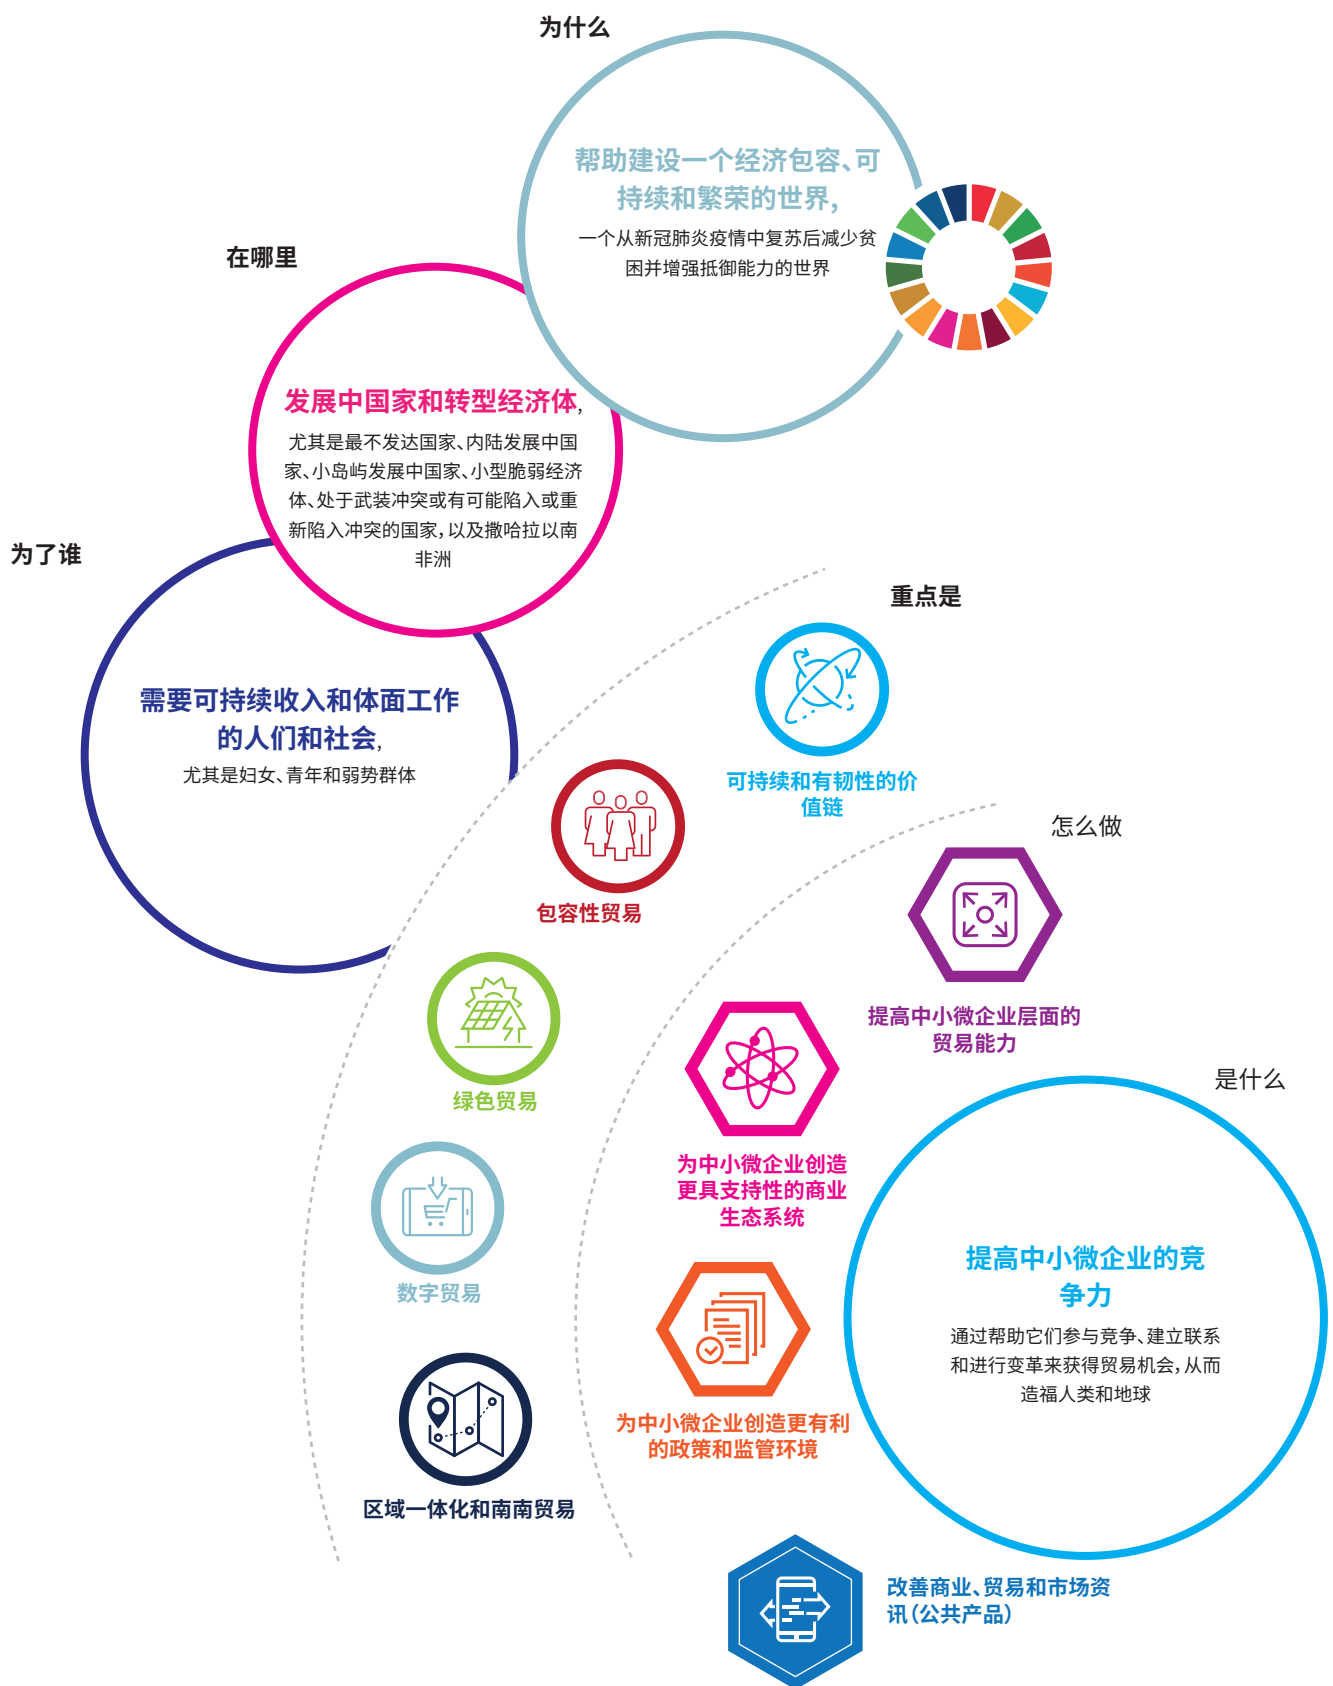 为什么
帮助建设一个经济包容、可
持续和繁荣的世界，
一个从新冠肺炎疫情中复苏后减少贫
困并增强抵御能力的世界
在哪里
发展中国家和转型经济体,
尤其是最不发达国家、内陆发展中国
家、小岛屿发展中国家、小型脆弱经济
体、处于武装冲突或有可能陷入或重
新陷入冲突的国家，以及撒哈拉以南
非洲
为了谁
需要可持续收入和体面工作
的人们和社会,
尤其是妇女、青年和弱势群体
重点是
可持续和有韧性的价
值链
包容性贸易
绿色贸易
数字贸易
区域一体化和南南贸易
怎么做
提高中小微企业层面的
贸易能力
为中小微企业创造
更具支持性的商业
生态系统
为中小微企业创造更有利
的政策和监管环境
改善商业、贸易和市场资
讯（公共产品）
是什么
提高中小微企业的竞
争力
通过帮助它们参与竞争、建立联系
和进行变革来获得贸易机会，从而
造福人类和地球